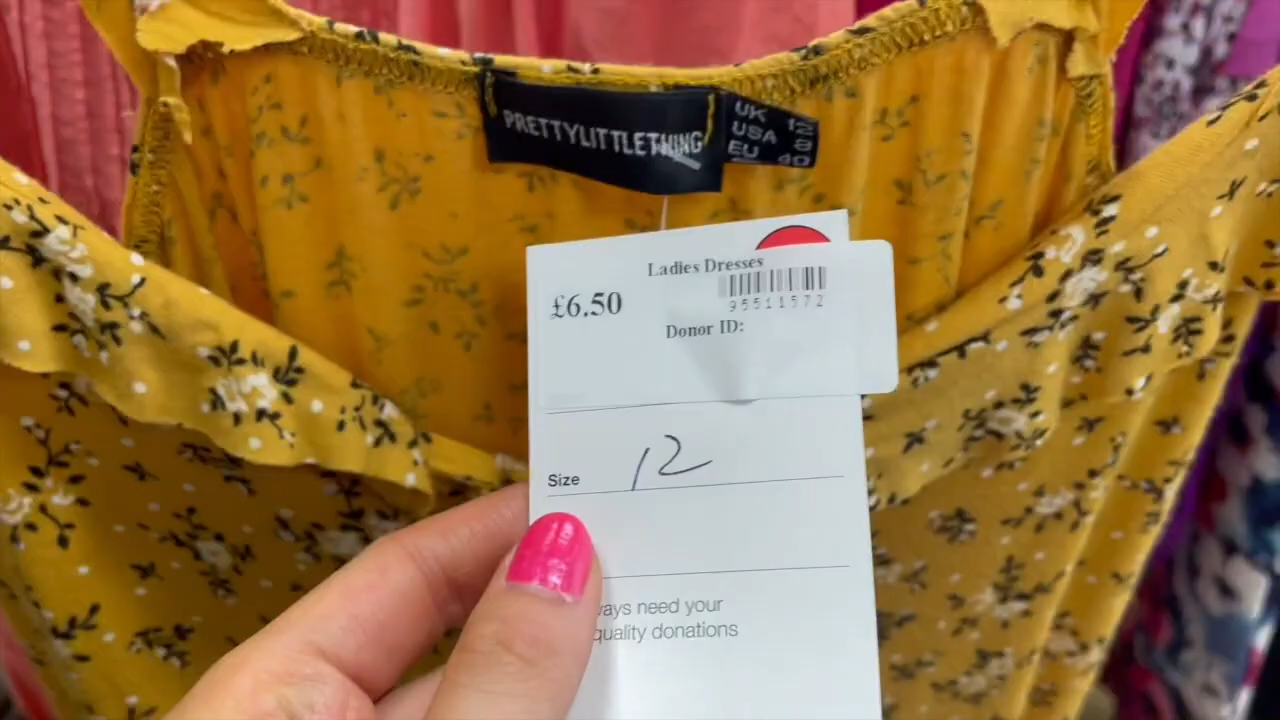 PRETTYLITTLETHING
UK 12
USA 8
EU 40
Ladies Dresses
£6.50
95511572
Donor ID:
Size 12
ways need your
quality donations